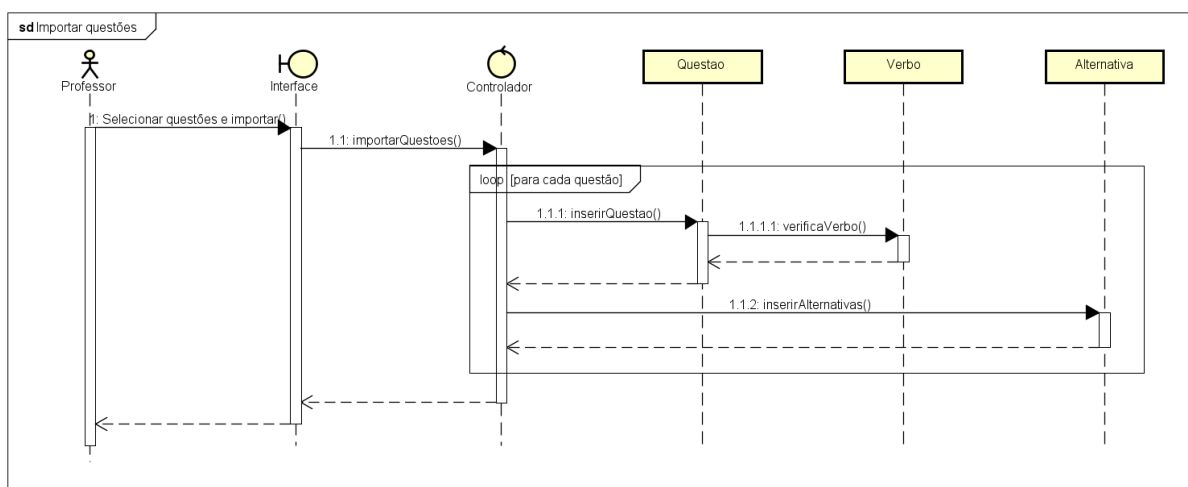 sd Importar questões
Professor
Interface
Controlador
Questao
Verbo
Alternativa
1: Selecionar questões e importar()
1.1: importarQuestoes()
loop [para cada questão]
1.1.1: inserirQuestao()
1.1.1.1: verificaVerbo()
1.1.2: inserirAlternativas()